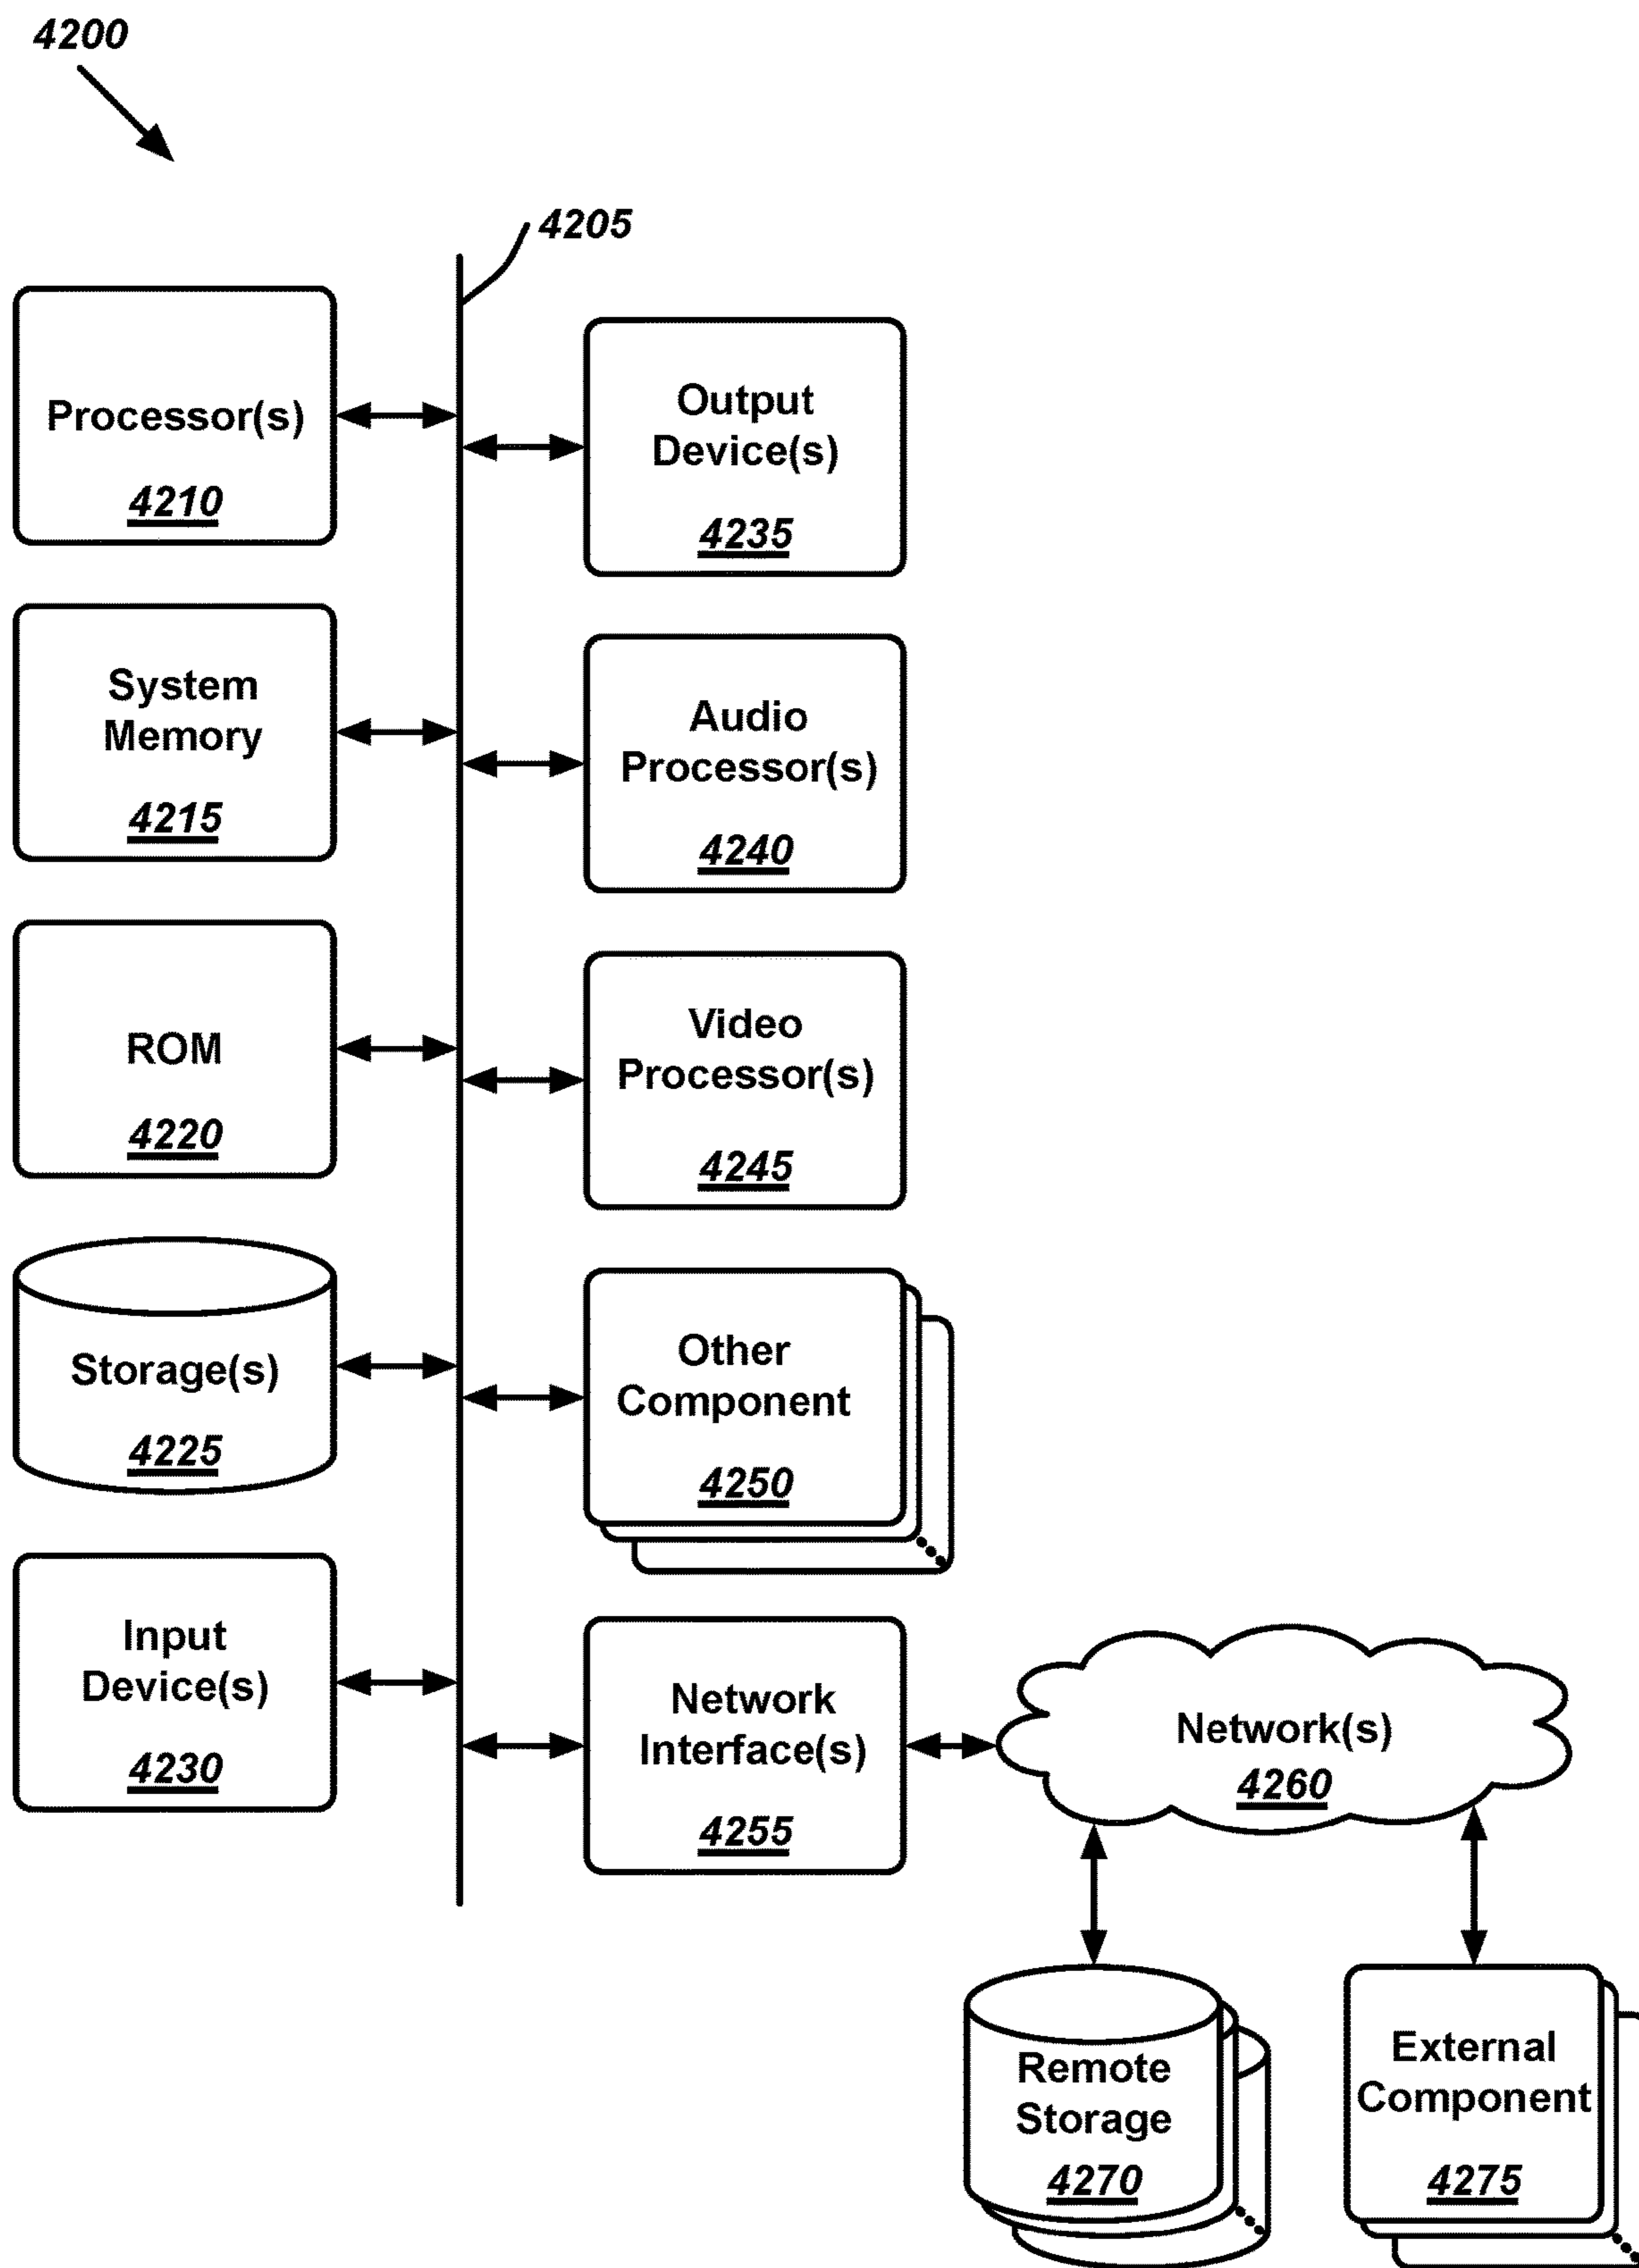 4200
4205
Processor(s)
4210
System
Memory
4215
ROM
4220
Storage(s)
4225
Input
Device(s)
4230
Output
Device(s)
4235
Audio
Processor(s)
4240
Video
Processor(s)
4245
Other
Component
4250
Network
Interface(s)
4255
Network(s)
4260
Remote
Storage
4270
External
Component
4275